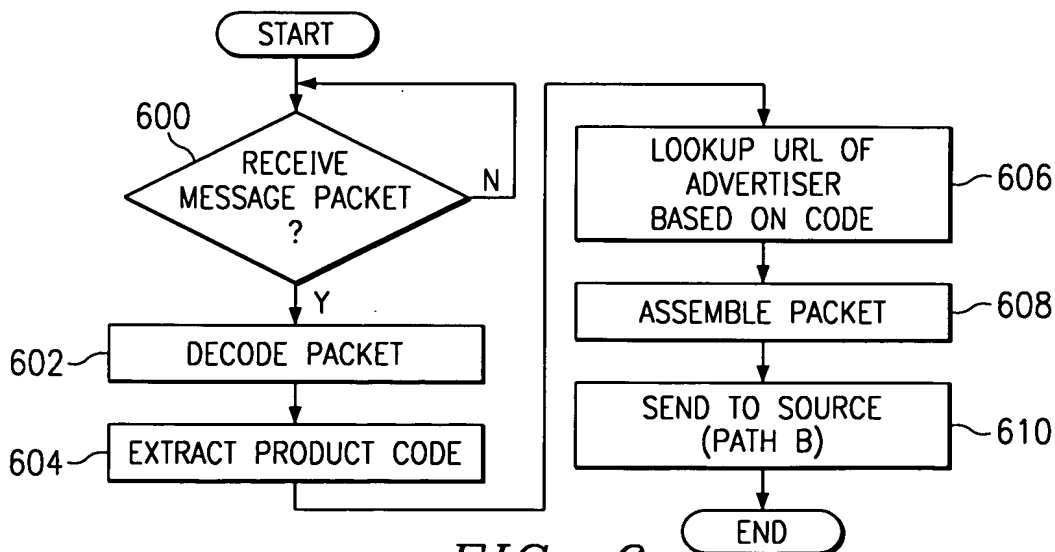 START
600
RECEIVE
MESSAGE PACKET
?
N
Y
602
DECODE PACKET
604
EXTRACT PRODUCT CODE
LOOKUP URL OF
ADVERTISER
BASED ON CODE
606
ASSEMBLE PACKET
608
SEND TO SOURCE
(PATH B)
610
END